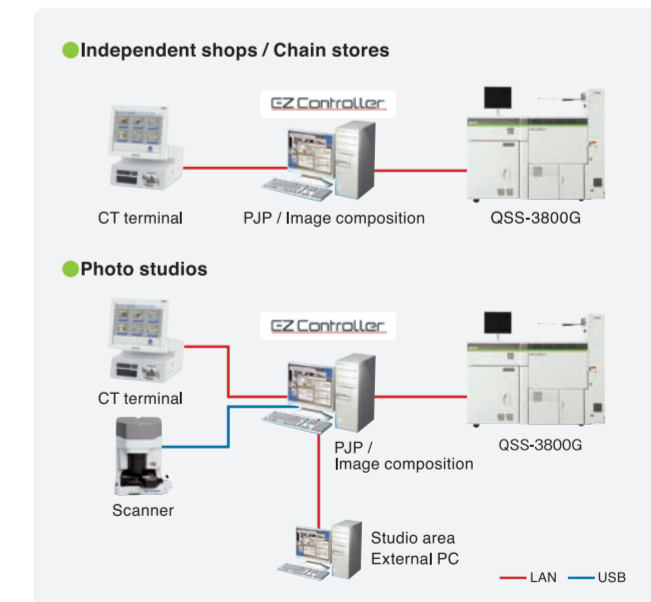 Independent shops / Chain stores
EZ Controller
CT terminal
PJP / Image composition
QSS-3800G
Photo studios
EZ Controller
CT terminal
PJP /
Image composition
QSS-3800G
Scanner
Studio area
External PC
LAN
USB